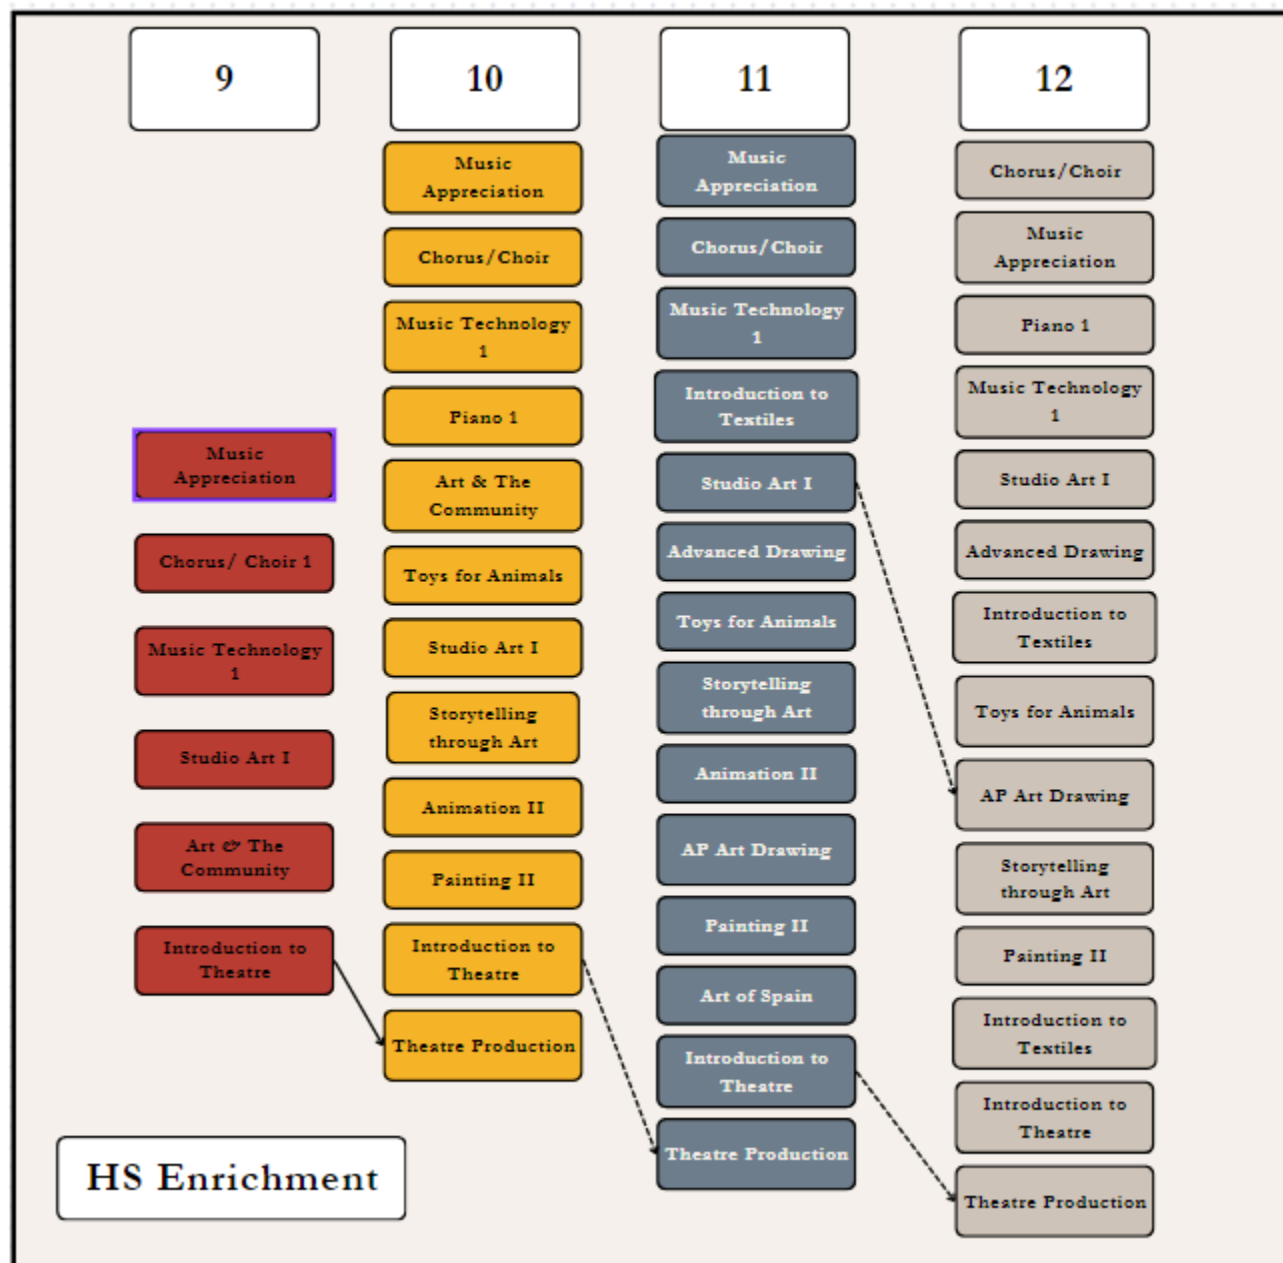 9
10
11
12
Music
Appreciation
Chorus/ Choir 1
Music Technology
1
Studio Art I
Art & The
Community
Introduction to
Theatre
Music
Appreciation
Chorus/Choir
Music Technology
1
Piano 1
Art & The
Community
Toys for Animals
Studio Art I
Storytelling
through Art
Animation II
Painting II
Introduction to
Theatre
Theatre Production
Music
Appreciation
Chorus/Choir
Music Technology
1
Introduction to
Textiles
Studio Art I
Advanced Drawing
Toys for Animals
Storytelling
through Art
Animation II
AP Art Drawing
Painting II
Art of Spain
Introduction to
Theatre
Theatre Production
Chorus/Choir
Music
Appreciation
Piano 1
Music Technology
1
Studio Art I
Advanced Drawing
Introduction to
Textiles
Toys for Animals
AP Art Drawing
Storytelling
through Art
Painting II
Introduction to
Textiles
Introduction to
Theatre
Theatre Production
HS Enrichment